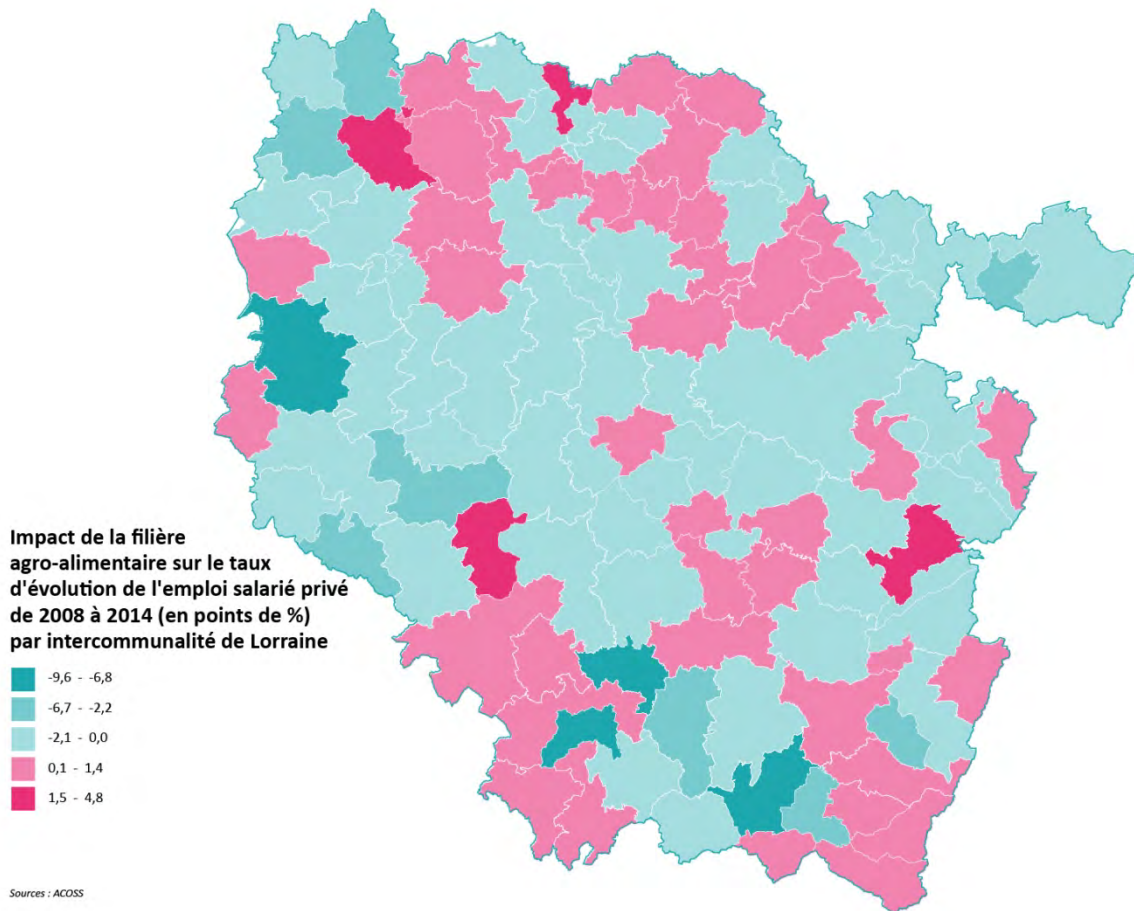 Impact de la filière
agro-alimentaire sur le taux
d'évolution de l'emploi salarié privé
de 2008 à 2014 (en points de %)
par intercommunalité de Lorraine
-9,6 - -6,8
-6,7 - -2,2
-2,1 - 0,0
0,1 - 1,4
1,5 - 4,8
Sources : ACOSS